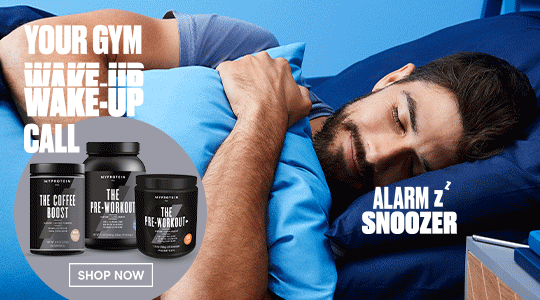 YOUR GYM
WAKE-UP
WAKE-UP
CALL
MYPROTEIN
THE COFFEE
BOOST
MYPROTEIN
THE
PRE-WORKOUT
MYPROTEIN
THE
PRE-WORKOUT+
SHOP NOW
ALARM z z
SNOOZER